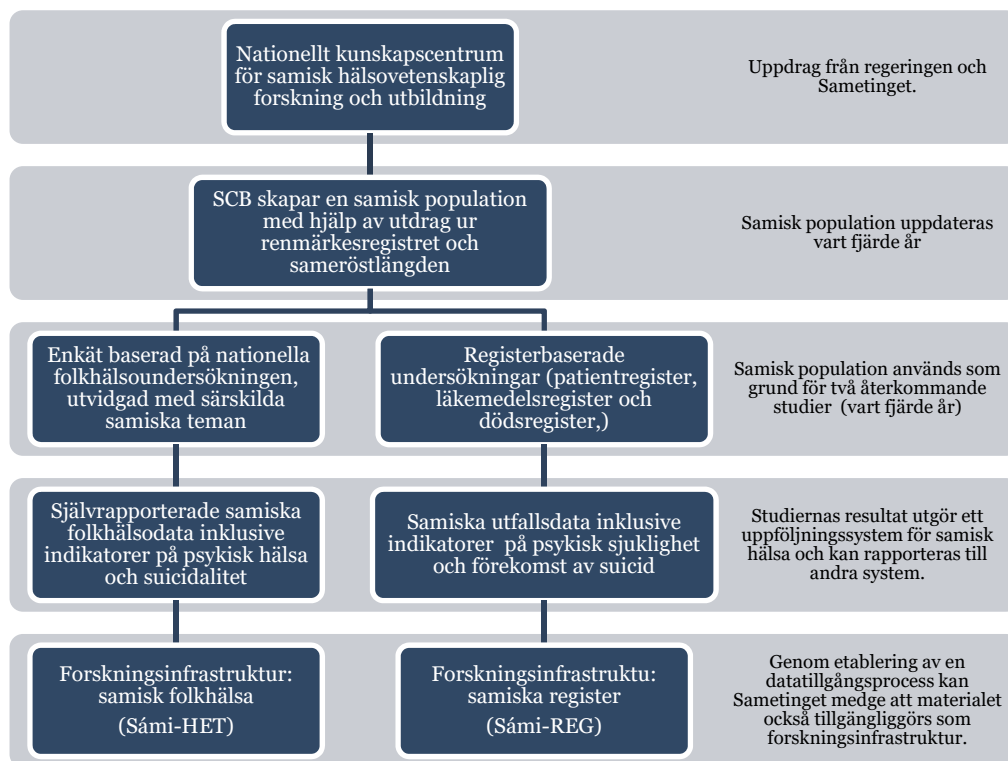 Nationellt kunskapscentrum
för samisk hälsovetenskaplig
forskning och utbildning
Uppdrag från regeringen och
Sametinget.
SCB skapar en samisk population
med hjälp av utdrag ur
renmärkesregistret och
sameröstlängden
Samisk population uppdateras
vart fjärde år
Enkät baserad på nationella
folkhälsoundersökningen,
utvidgad med särskilda
samiska teman
Registerbaserade
undersökningar (patientregister,
läkemedelsregister och
dödsregister,)
Samisk population används som
grund för två återkommande
studier (vart fjärde år)
Självrapporterade samiska
folkhälsodata inklusive
indikatorer på psykisk hälsa
och suicidalitet
Samiska utfallsdata inklusive
indikatorer på psykisk sjuklighet
och förekomst av suicid
Studiernas resultat utgör ett
uppföljningssystem för samisk
hälsa och kan rapporteras till
andra system.
Forskningsinfrastruktur:
samisk folkhälsa
(Sámi-HET)
Forskningsinfrastruktu:
samiska register
(Sámi-REG)
Genom etablering av en
datatillgångsprocess kan
Sametinget medge att materialet
också tillgängliggörs som
forskningsinfrastruktur.